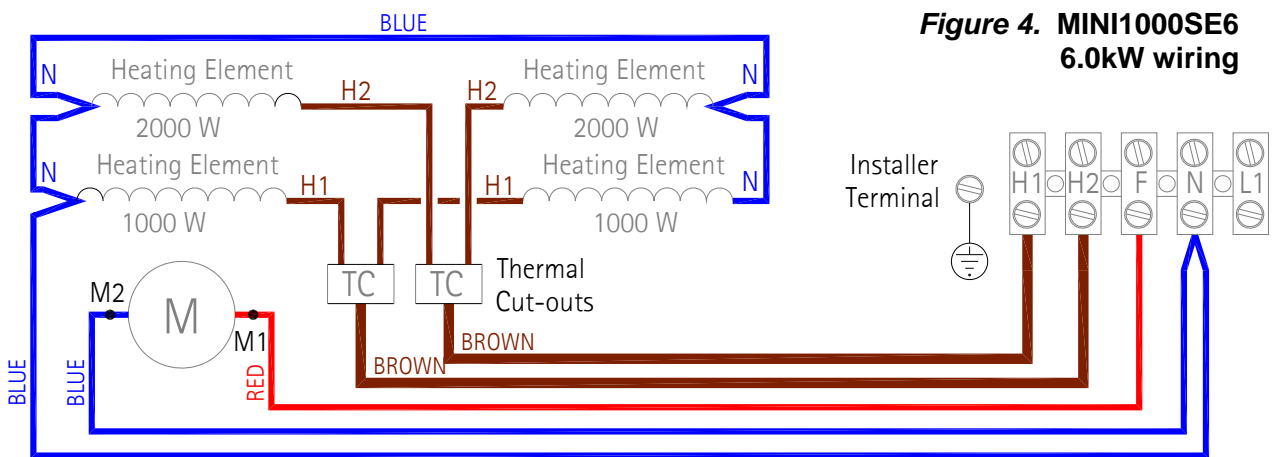 BLUE
Figure 4. MINI1000SE6
6.0kW wiring
N
Heating Element
H2
H2
Heating Element
N
2000 W
2000 W
N
Heating Element
H1
H1
Heating Element
N
1000 W
1000 W
Installer
Terminal
H1
H2
F
N
L1
TC
TC
Thermal
Cut-outs
M2
M
M1
BROWN
BROWN
BLUE
BLUE
RED